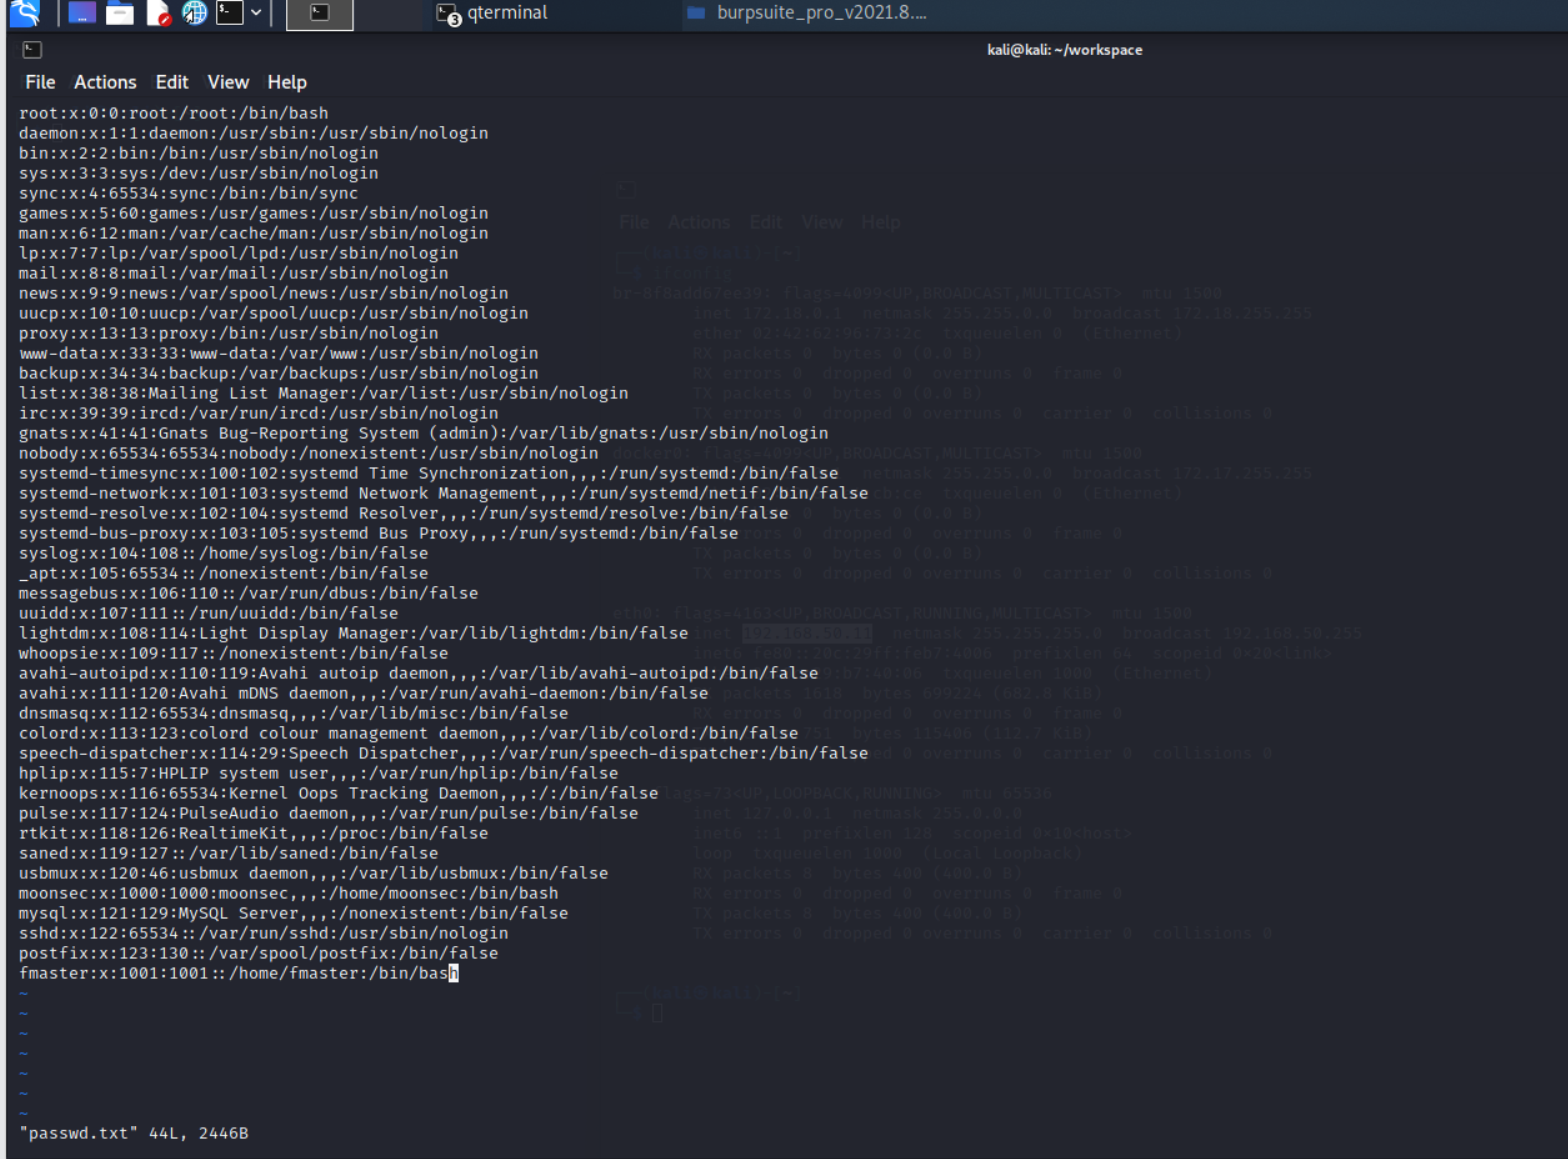 qterminal
burpsuite_pro_v2021.8....
kali@kali: ~/workspace
File Actions Edit View Help
root:x:0:0:root:/root:/bin/bash
daemon:x:1:1:daemon:/usr/sbin:/usr/sbin/nologin
bin:x:2:2:bin:/bin:/usr/sbin/nologin
sys:x:3:3:sys:/dev:/usr/sbin/nologin
sync:x:4:65534:sync:/bin:/bin/sync
games:x:5:60:games:/usr/games:/usr/sbin/nologin
man:x:6:12:man:/var/cache/man:/usr/sbin/nologin
lp:x:7:7:lp:/var/spool/lpd:/usr/sbin/nologin
mail:x:8:8:mail:/var/mail:/usr/sbin/nologin
news:x:9:9:news:/var/spool/news:/usr/sbin/nologin
uucp:x:10:10:uucp:/var/spool/uucp:/usr/sbin/nologin
proxy:x:13:13:proxy:/bin:/usr/sbin/nologin
www-data:x:33:33:www-data:/var/www:/usr/sbin/nologin
backup:x:34:34:backup:/var/backups:/usr/sbin/nologin
list:x:38:38:Mailing List Manager:/var/list:/usr/sbin/nologin
irc:x:39:39:ircd:/var/run/ircd:/usr/sbin/nologin
gnats:x:41:41:Gnats Bug-Reporting System (admin):/var/lib/gnats:/usr/sbin/nologin
nobody:x:65534:65534:nobody:/nonexistent:/usr/sbin/nologin
systemd-timesync:x:100:102:systemd Time Synchronization,,,:/run/systemd:/bin/false
systemd-network:x:101:103:systemd Network Management,,,:/run/systemd/netif:/bin/false
systemd-resolve:x:102:104:systemd Resolver,,,:/run/systemd/resolve:/bin/false
systemd-bus-proxy:x:103:105:systemd Bus Proxy,,,:/run/systemd:/bin/false
syslog:x:104:108::/home/syslog:/bin/false
_apt:x:105:65534::/nonexistent:/bin/false
messagebus:x:106:110::/var/run/dbus:/bin/false
uuidd:x:107:111::/run/uuidd:/bin/false
lightdm:x:108:114:Light Display Manager:/var/lib/lightdm:/bin/false
whoopsie:x:109:117::/nonexistent:/bin/false
avahi-autoipd:x:110:119:Avahi autoip daemon,,,:/var/lib/avahi-autoipd:/bin/false
avahi:x:111:120:Avahi mDNS daemon,,,:/var/run/avahi-daemon:/bin/false
dnsmasq:x:112:65534:dnsmasq,,,:/var/lib/misc:/bin/false
colord:x:113:123:colord colour management daemon,,,:/var/lib/colord:/bin/false
speech-dispatcher:x:114:29:Speech Dispatcher,,,:/var/run/speech-dispatcher:/bin/false
hplip:x:115:7:HPLIP system user,,,:/var/run/hplip:/bin/false
kernoops:x:116:65534:Kernel Oops Tracking Daemon,,,:/:/bin/false
pulse:x:117:124:PulseAudio daemon,,,:/var/run/pulse:/bin/false
rtkit:x:118:126:RealtimeKit,,,:/proc:/bin/false
saned:x:119:127::/var/lib/saned:/bin/false
usbmux:x:120:46:usbmux daemon,,,:/var/lib/usbmux:/bin/false
moonsec:x:1000:1000:moonsec,,,:/home/moonsec:/bin/bash
mysql:x:121:129:MySQL Server,,,:/nonexistent:/bin/false
sshd:x:122:65534::/var/run/sshd:/usr/sbin/nologin
postfix:x:123:130::/var/spool/postfix:/bin/false
fmaster:x:1001:1001::/home/fmaster:/bin/bash
~
~
~
~
~
~
~
"passwd.txt" 44L, 2446B